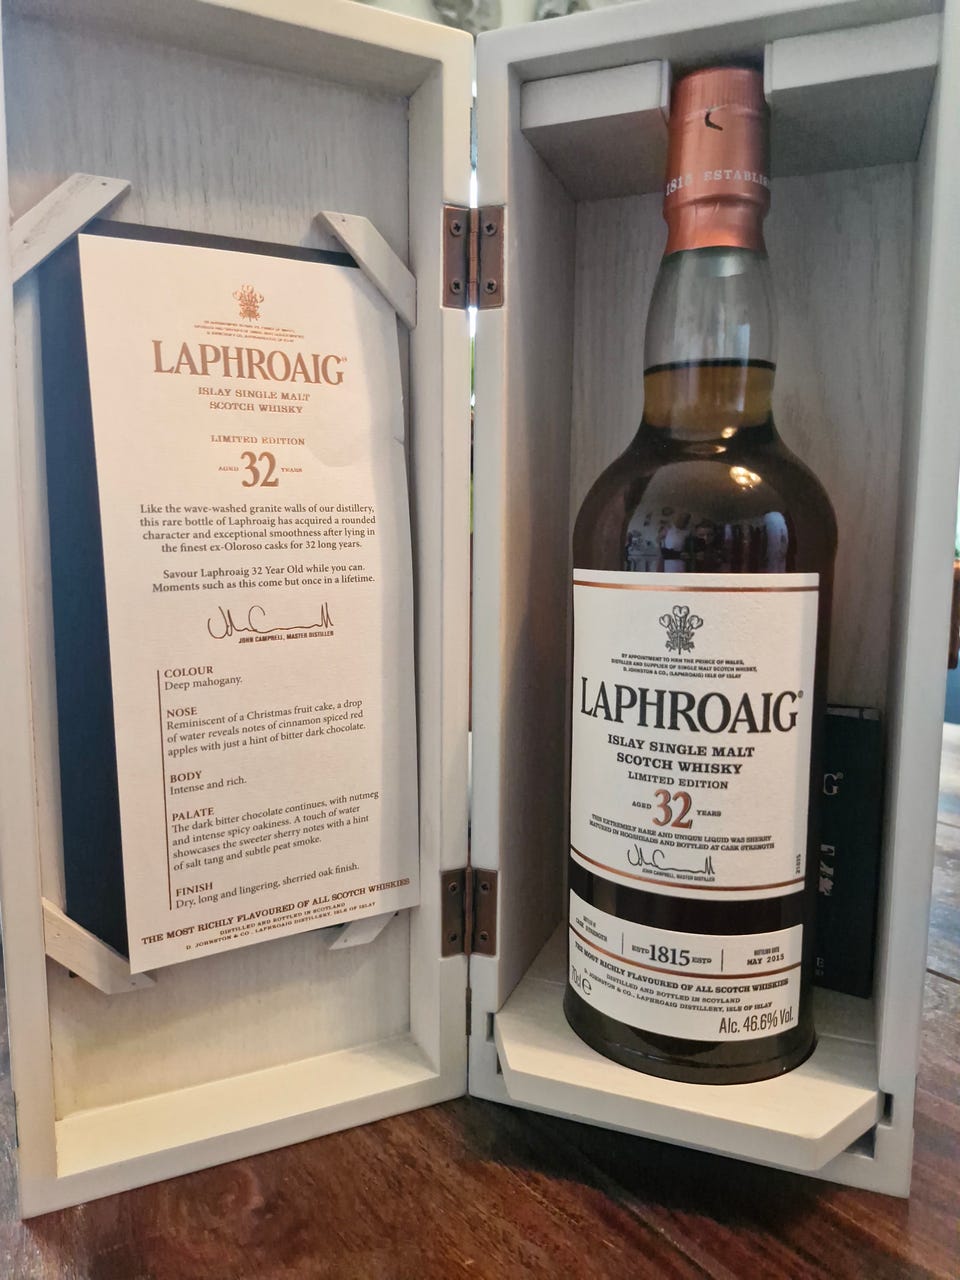 LAPHROAIG
ISLAY SINGLE MALT
SCOTCH WHISKY
LIMITED EDITION
AGED 32 YEARS
Like the wave-washed granite walls of our distillery,
this rare bottle of Laphroaig has acquired a rounded
character and exceptional smoothness after lying in
the finest ex-Oloroso casks for 32 long years.
Savour Laphroaig 32 Year Old while you can.
Moments such as this come but once in a lifetime.
JOHN CAMPBELL, MASTER DISTILLER
COLOUR
Deep mahogany.
NOSE
Reminiscent of a Christmas fruit cake, a drop
of water reveals notes of cinnamon spiced red
apples with just a hint of bitter dark chocolate.
BODY
Intense and rich.
PALATE
The dark bitter chocolate continues, with nutmeg
and intense spicy oakiness. A touch of water
showcases the sweeter sherry notes with a hint
of salt tang and subtle peat smoke.
FINISH
Dry, long and lingering, sherried oak finish.
THE MOST RICHLY FLAVOURED OF ALL SCOTCH WHISKIES
DISTILLED AND BOTTLED IN SCOTLAND
D. JOHNSTON & CO., LAPHROAIG DISTILLERY, ISLE OF ISLAY
1815 ESTABLIS
BY APPOINTMENT TO HRH THE PRINCE OF WALES,
DISTILLER AND SUPPLIER OF SINGLE MALT SCOTCH WHISKY,
D. JOHNSTON & CO., (LAPHROAIG) ISLE OF ISLAY
LAPHROAIG®
ISLAY SINGLE MALT
SCOTCH WHISKY
LIMITED EDITION
AGED 32 YEARS
THIS EXTREMELY RARE AND UNIQUE LIQUID WAS SHERRY
MATURED IN HOGSHEADS AND BOTTLED AT CASK STRENGTH
JOHN CAMPBELL, MASTER DISTILLER
BOTTLED AT
CASK STRENGTH
ESTD 1815 ESTD
BOTTLING DATE
MAY 2015
THE MOST RICHLY FLAVOURED OF ALL SCOTCH WHISKIES
DISTILLED AND BOTTLED IN SCOTLAND
D. JOHNSTON & CO., LAPHROAIG DISTILLERY, ISLE OF ISLAY
70cl e
Alc. 46.6% Vol.
G®